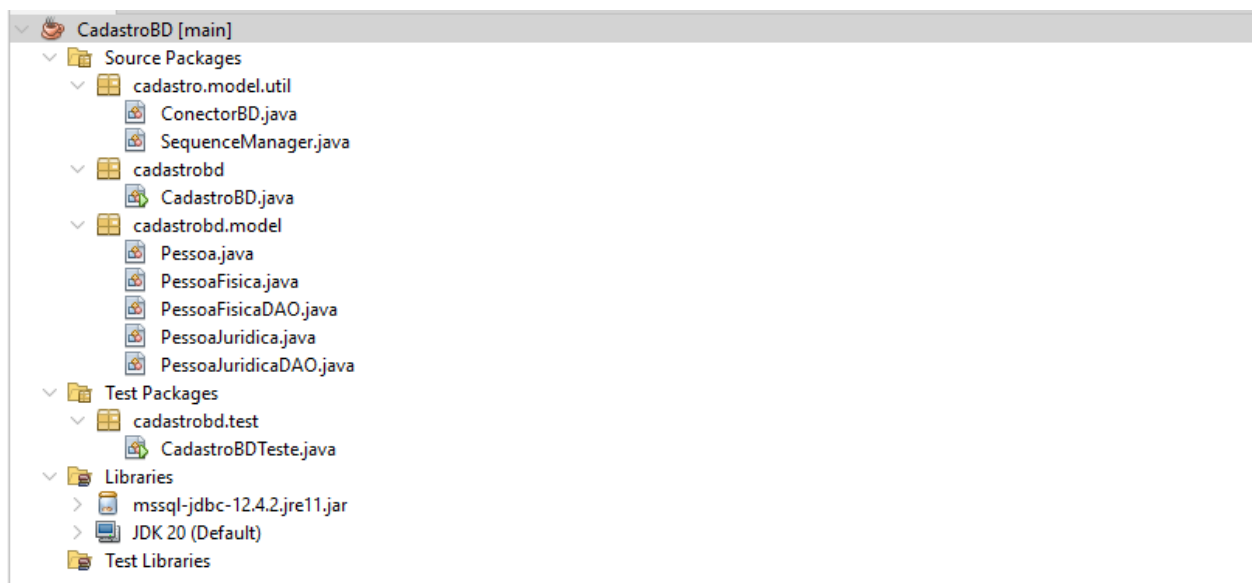 CadastroBD [main]
Source Packages
cadastro.model.util
ConectorBD.java
SequenceManager.java
cadastrobd
CadastroBD.java
cadastrobd.model
Pessoa.java
PessoaFisica.java
PessoaFisicaDAO.java
PessoaJuridica.java
PessoaJuridicaDAO.java
Test Packages
cadastrobd.test
CadastroBDTeste.java
Libraries
mssql-jdbc-12.4.2.jre11.jar
JDK 20 (Default)
Test Libraries